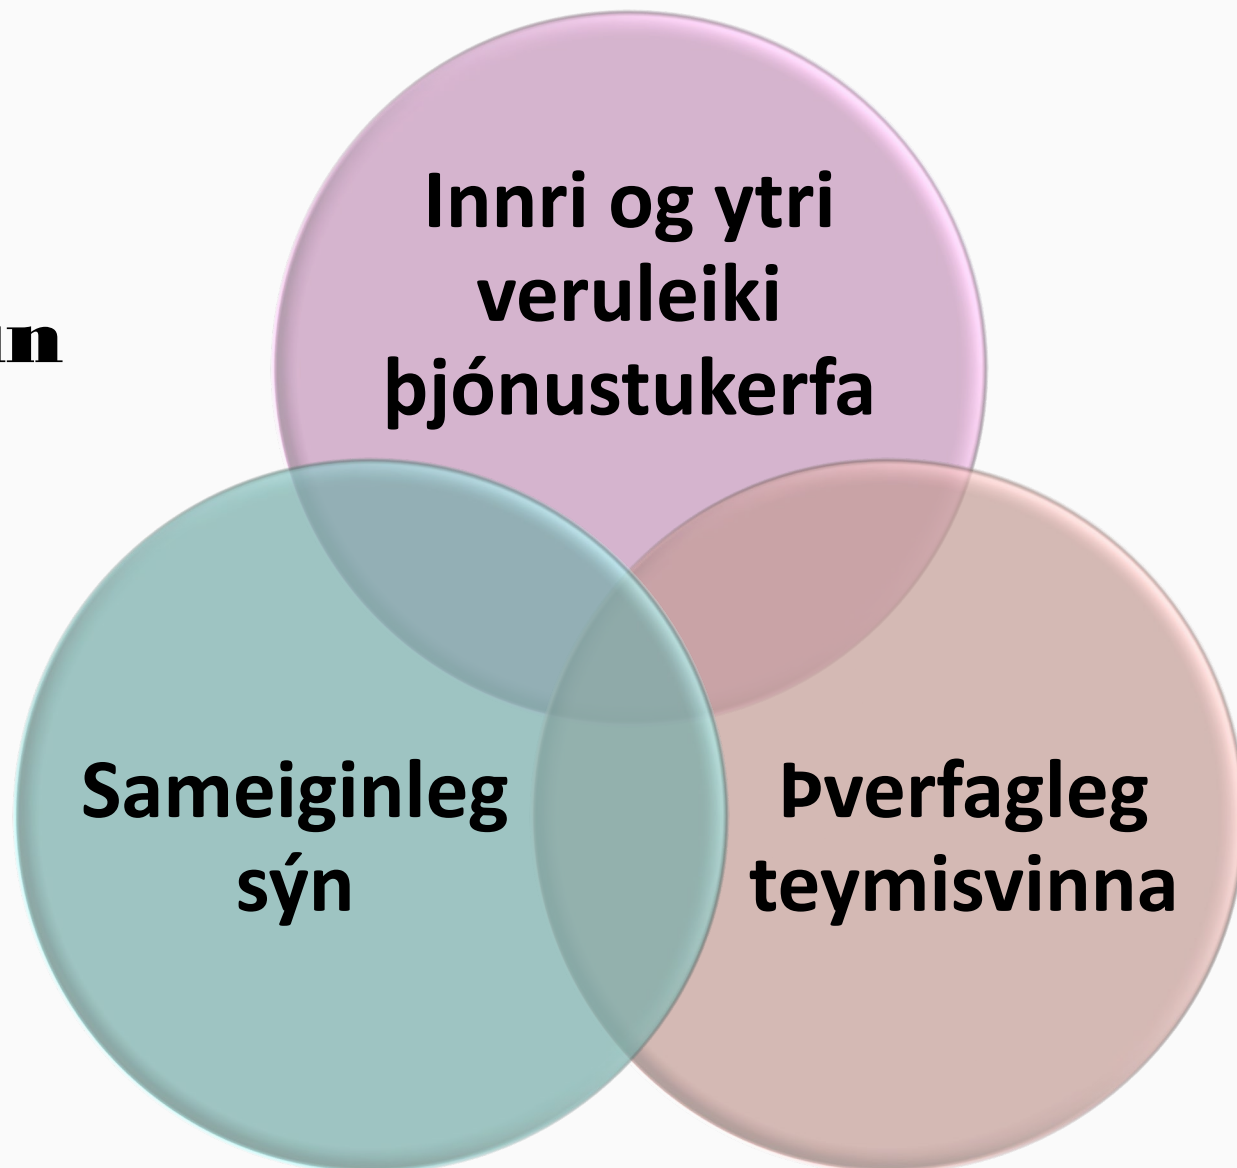 Innri og ytri
veruleiki
þjónustukerfa
Sameiginleg
sýn
Þverfagleg
teymisvinna